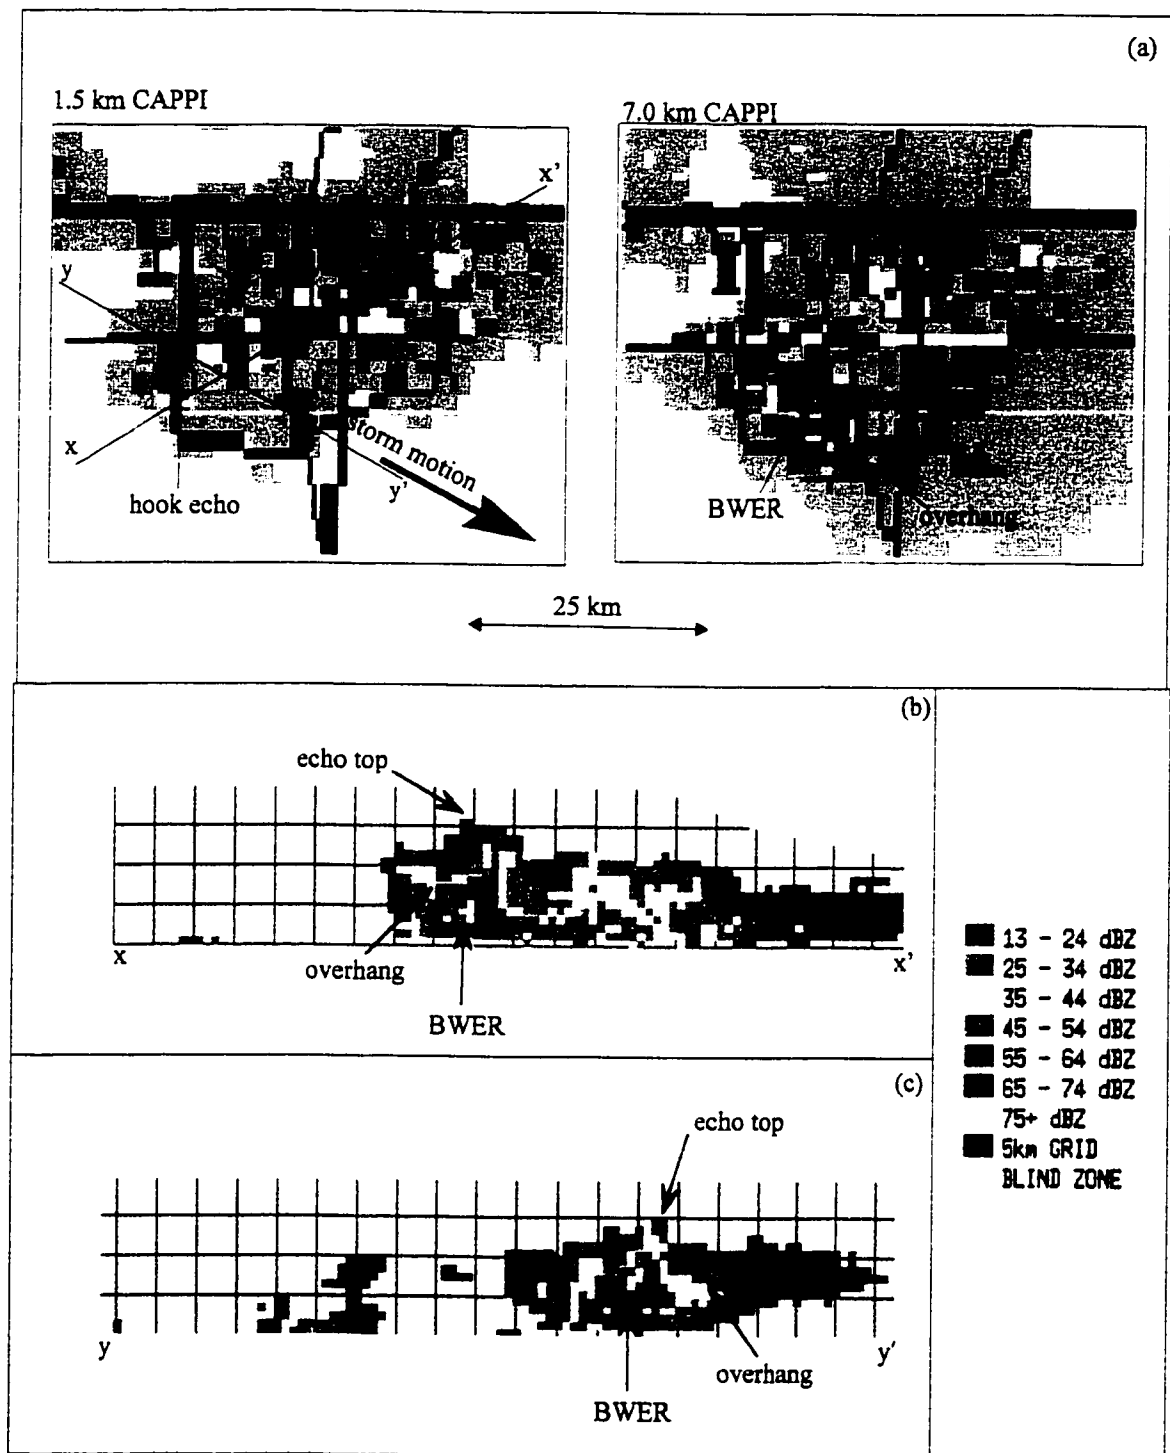 (a)
1.5 km CAPPI
7.0 km CAPPI
x'
y
x
storm motion
y'
hook echo
BWER
overhang
25 km
(b)
echo top
x
x'
overhang
BWER
13 - 24 dBZ
25 - 34 dBZ
35 - 44 dBZ
45 - 54 dBZ
55 - 64 dBZ
65 - 74 dBZ
75+ dBZ
5km GRID
BLIND ZONE
(c)
echo top
y
y'
overhang
BWER